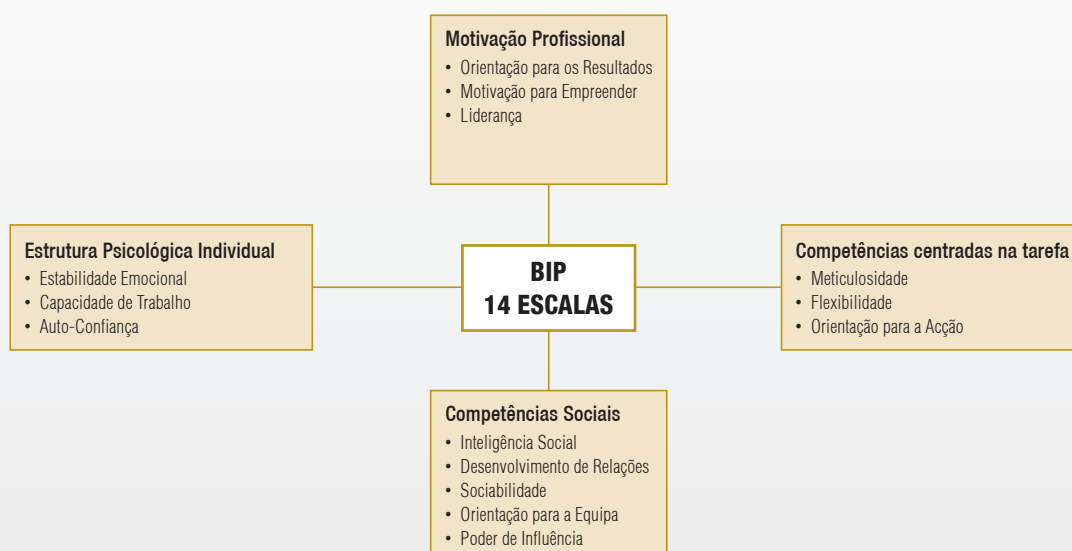 Motivação Profissional
• Orientação para os Resultados
• Motivação para Empreender
• Liderança
Estrutura Psicológica Individual
• Estabilidade Emocional
• Capacidade de Trabalho
• Auto-Confiança
BIP
14 ESCALAS
Competências centradas na tarefa
• Meticulosidade
• Flexibilidade
• Orientação para a Acção
Competências Sociais
• Inteligência Social
• Desenvolvimento de Relações
• Sociabilidade
• Orientação para a Equipa
• Poder de Influência